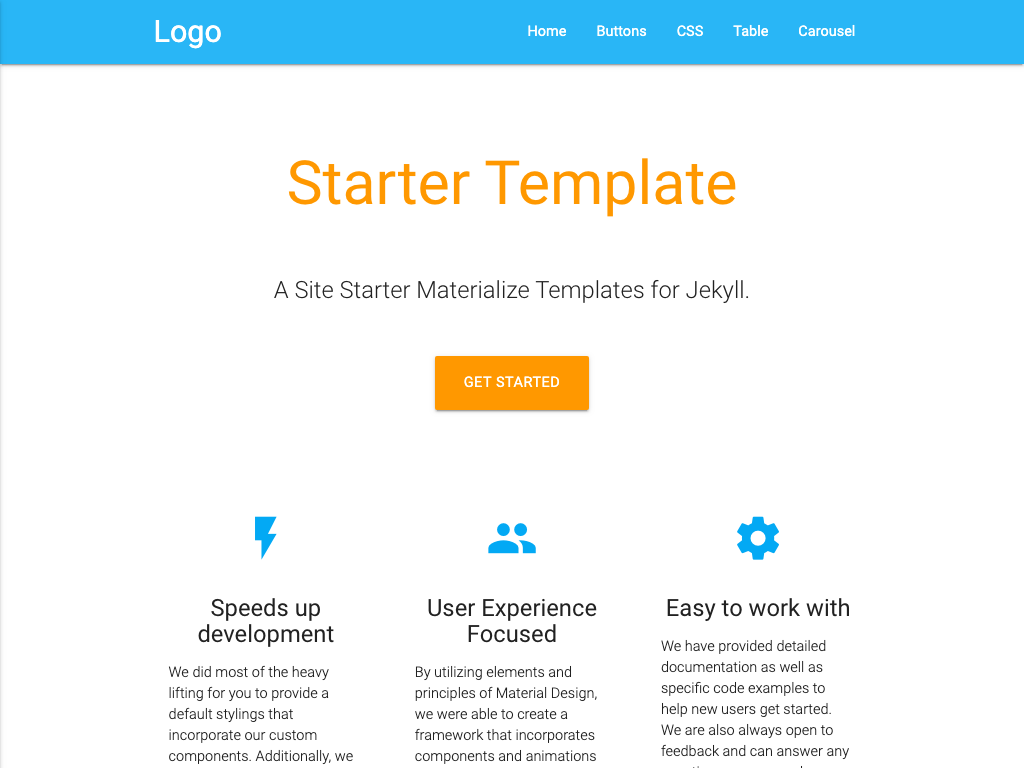 Logo
Home Buttons CSS Table Carousel
Starter Template
A Site Starter Materialize Templates for Jekyll.
GET STARTED
Speeds up
development
We did most of the heavy
lifting for you to provide a
default stylings that
incorporate our custom
components. Additionally, we
User Experience
Focused
By utilizing elements and
principles of Material Design,
we were able to create a
framework that incorporates
components and animations
Easy to work with
We have provided detailed
documentation as well as
specific code examples to
help new users get started.
We are also always open to
feedback and can answer any